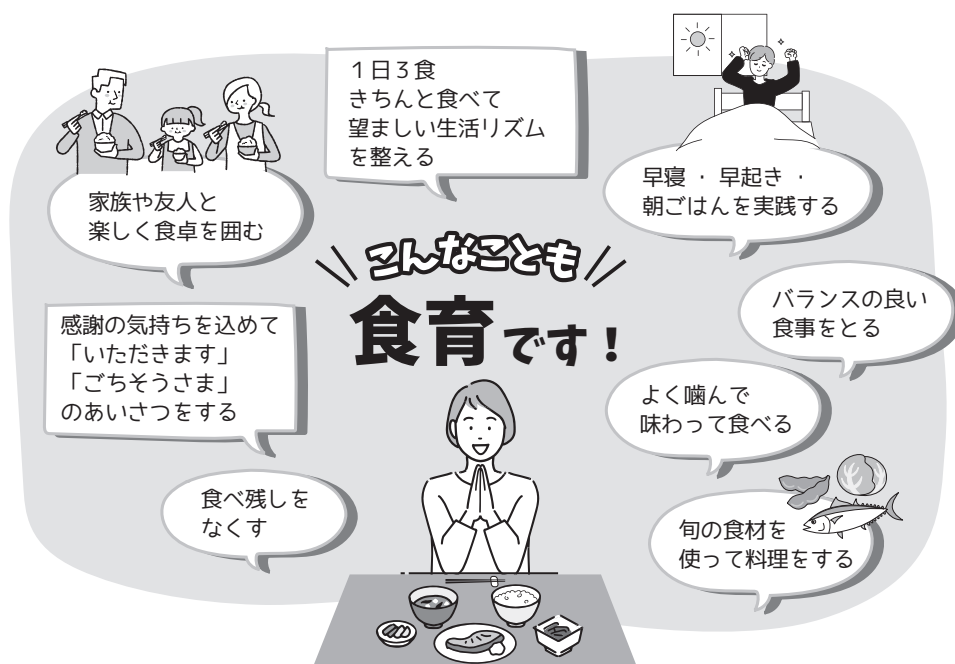 こんなことも
食育です！
1日3食
きちんと食べて
望ましい生活リズム
を整える
早寝・早起き・
朝ごはんを実践する
家族や友人と
楽しく食卓を囲む
バランスの良い
食事をとる
感謝の気持ちを込めて
「いただきます」
「ごちそうさま」
のあいさつをする
よく噛んで
味わって食べる
食べ残しを
なくす
旬の食材を
使って料理をする